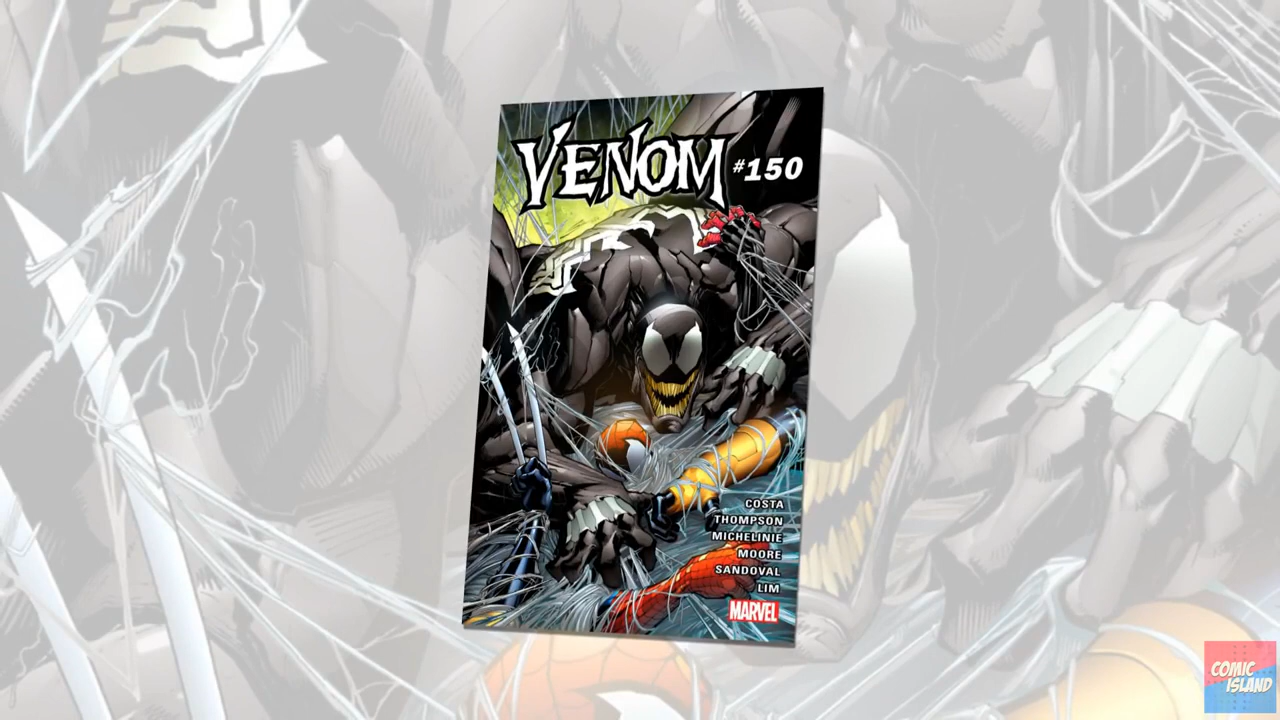 VENOM #150
COSTA
THOMPSON
MICHELINIE
MOORE
SANDOVAL
LIM
MARVEL
COMIC
ISLAND